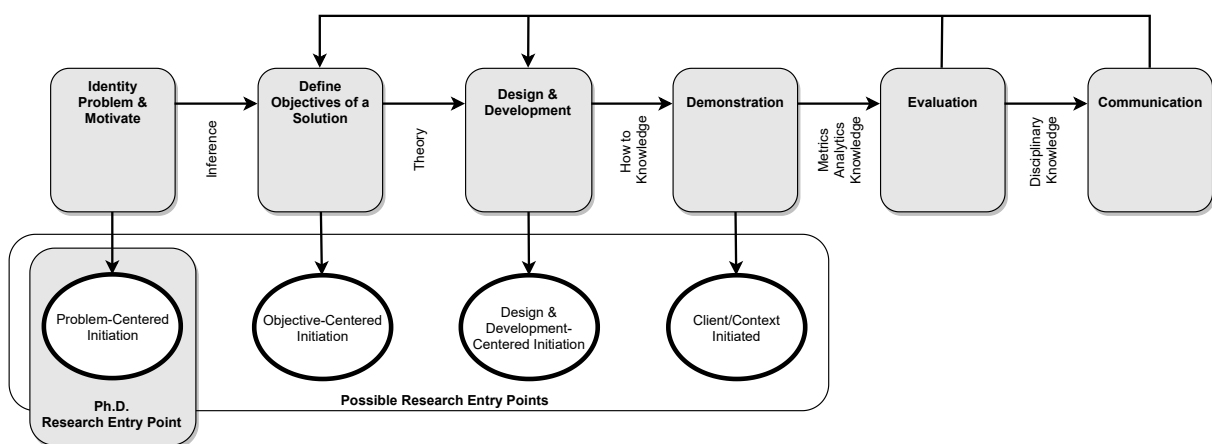 Identity
Problem &
Motivate
Define
Objectives of a
Solution
Design &
Development
Demonstration
Evaluation
Communication
Inference
Theory
How to
Knowledge
Metrics
Analytics
Knowledge
Disciplinary
Knowledge
Problem-Centered
Initiation
Objective-Centered
Initiation
Design &
Development-
Centered Initiation
Client/Context
Initiated
Possible Research Entry Points
Ph.D.
Research Entry Point